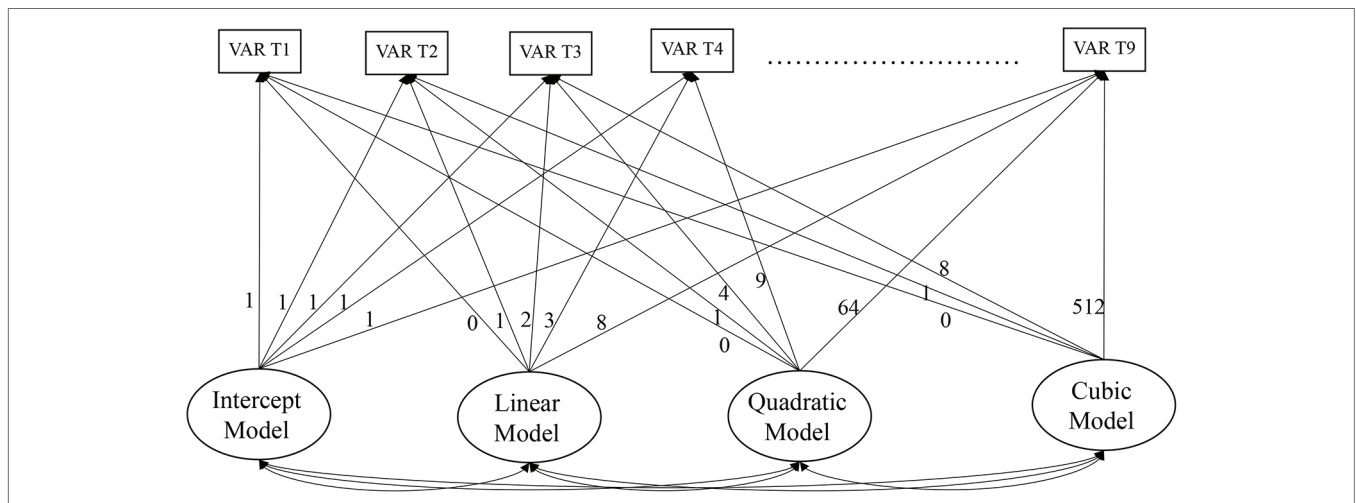 VAR T1
VAR T2
VAR T3
VAR T4
...........................
VAR T9
1
1
1
1
1
0
1
2
3
8
4
1
0
9
64
8
1
0
512
Intercept
Model
Linear
Model
Quadratic
Model
Cubic
Model